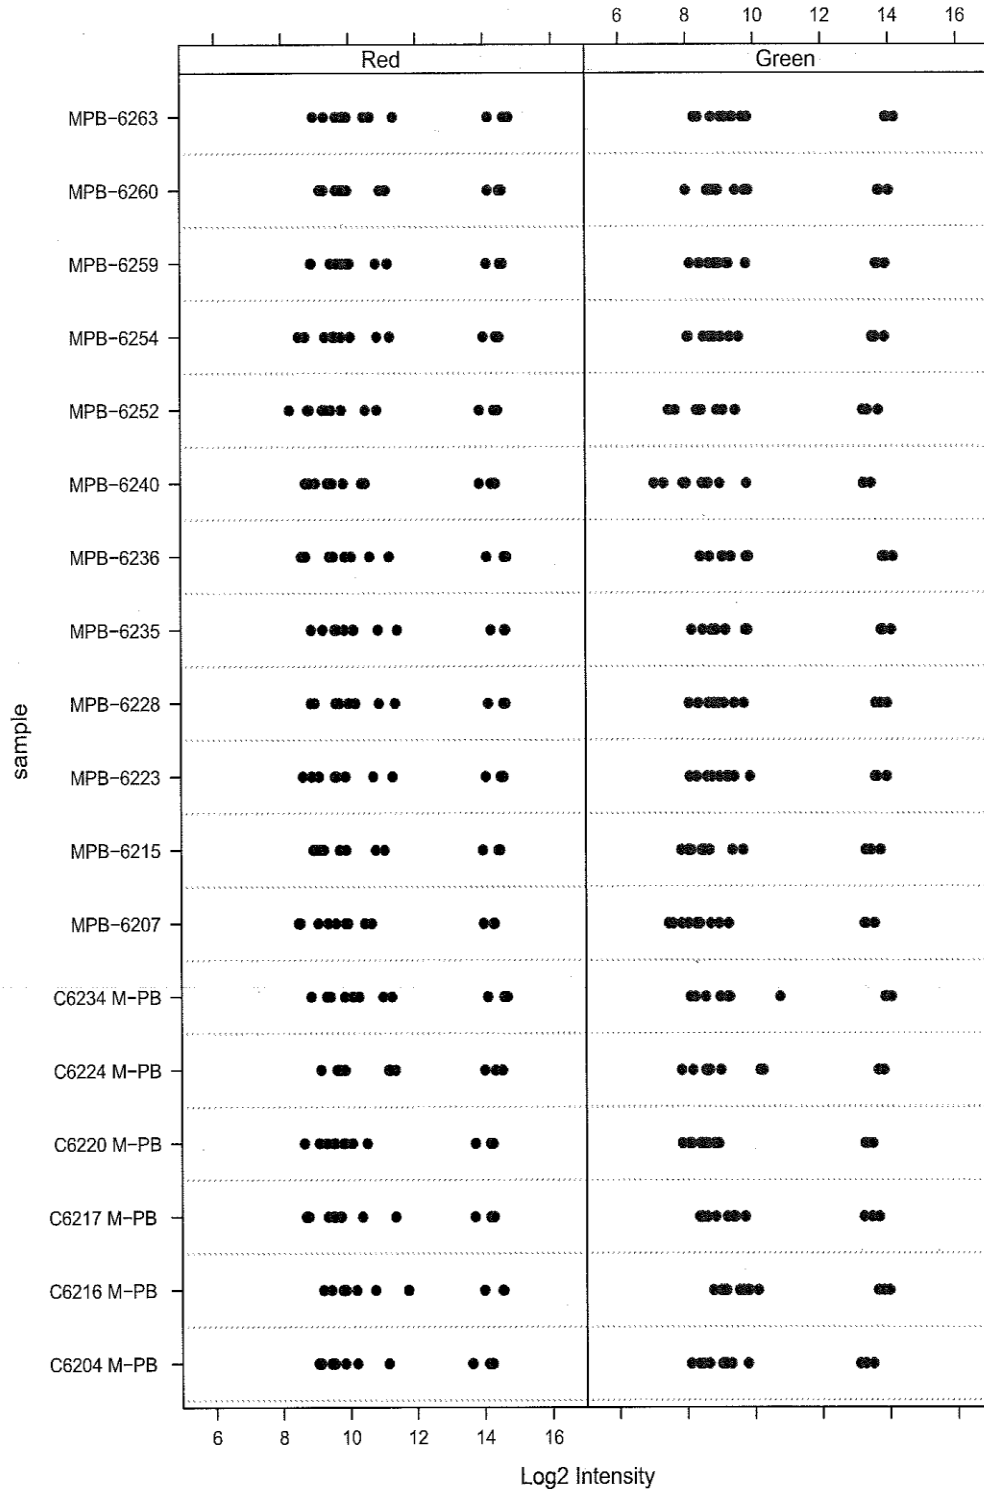 6 8 10 12 14 16
Red Green
MPB−6263
MPB−6260
MPB−6259
MPB−6254
MPB−6252
MPB−6240
MPB−6236
MPB−6235
MPB−6228
MPB−6223
MPB−6215
MPB−6207
C6234 M−PB
C6224 M−PB
C6220 M−PB
C6217 M−PB
C6216 M−PB
C6204 M−PB
sample
6 8 10 12 14 16
Log2 Intensity